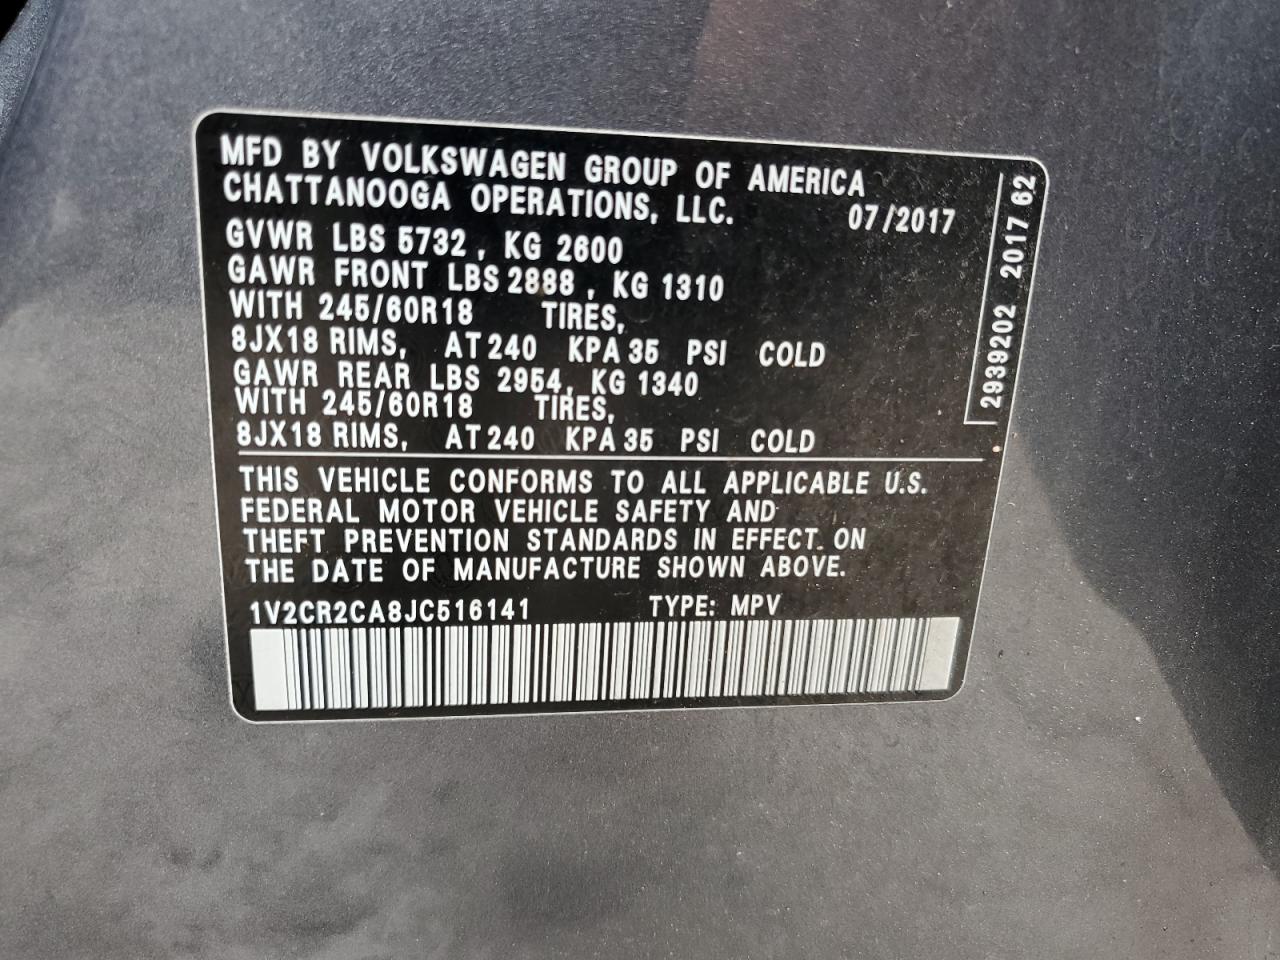 MFD BY VOLKSWAGEN GROUP OF AMERICA
CHATTANOOGA OPERATIONS, LLC. 07/2017
GVWR LBS 5732 , KG 2600
GAWR FRONT LBS 2888 , KG 1310
WITH 245/60R18 TIRES,
8JX18 RIMS, AT 240 KPA 35 PSI COLD
GAWR REAR LBS 2954, KG 1340
WITH 245/60R18 TIRES,
8JX18 RIMS, AT 240 KPA 35 PSI COLD
THIS VEHICLE CONFORMS TO ALL APPLICABLE U.S.
FEDERAL MOTOR VEHICLE SAFETY AND
THEFT PREVENTION STANDARDS IN EFFECT. ON
THE DATE OF MANUFACTURE SHOWN ABOVE.
1V2CR2CA8JC516141 TYPE: MPV
2939202 2017 62